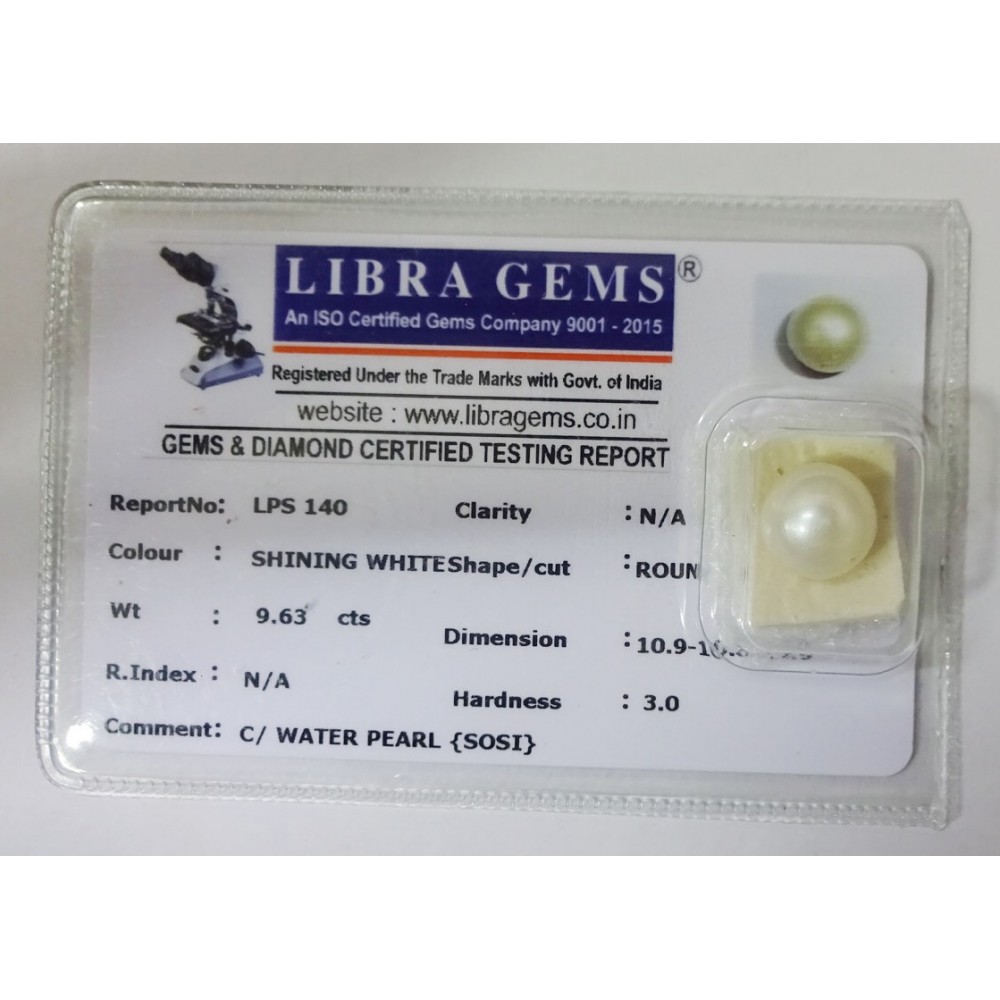 LIBRA GEMS ®
An ISO Certified Gems Company 9001 - 2015
Registered Under the Trade Marks with Govt. of India
website : www.libragems.co.in
GEMS & DIAMOND CERTIFIED TESTING REPORT
ReportNo: LPS 140 Clarity : N/A
Colour : SHINING WHITE Shape/cut : ROUN
Wt : 9.63 cts Dimension : 10.9-
R.Index : N/A Hardness : 3.0
Comment: C/ WATER PEARL {SOSI}